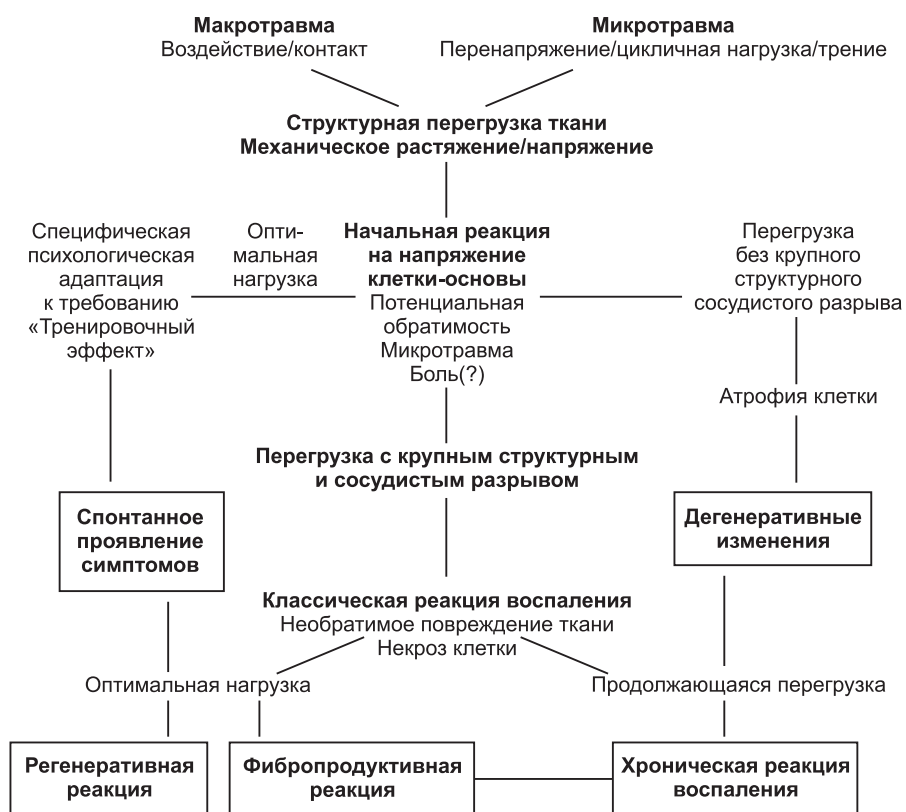 Макротравма
Воздействие/контакт
Микротравма
Перенапряжение/цикличная нагрузка/трение
Структурная перегрузка ткани
Механическое растяжение/напряжение
Специфическая
психологическая
адаптация
к требованию
«Тренировочный
эффект»
Опти-
мальная
нагрузка
Начальная реакция
на напряжение
клетки-основы
Потенциальная
обратимость
Микротравма
Боль(?)
Перегрузка
без крупного
структурного
сосудистого разрыва
Атрофия клетки
Перегрузка с крупным структурным
и сосудистым разрывом
Спонтанное
проявление
симптомов
Дегенеративные
изменения
Классическая реакция воспаления
Необратимое повреждение ткани
Некроз клетки
Оптимальная нагрузка
Продолжающаяся перегрузка
Регенеративная
реакция
Фибропродуктивная
реакция
Хроническая реакция
воспаления